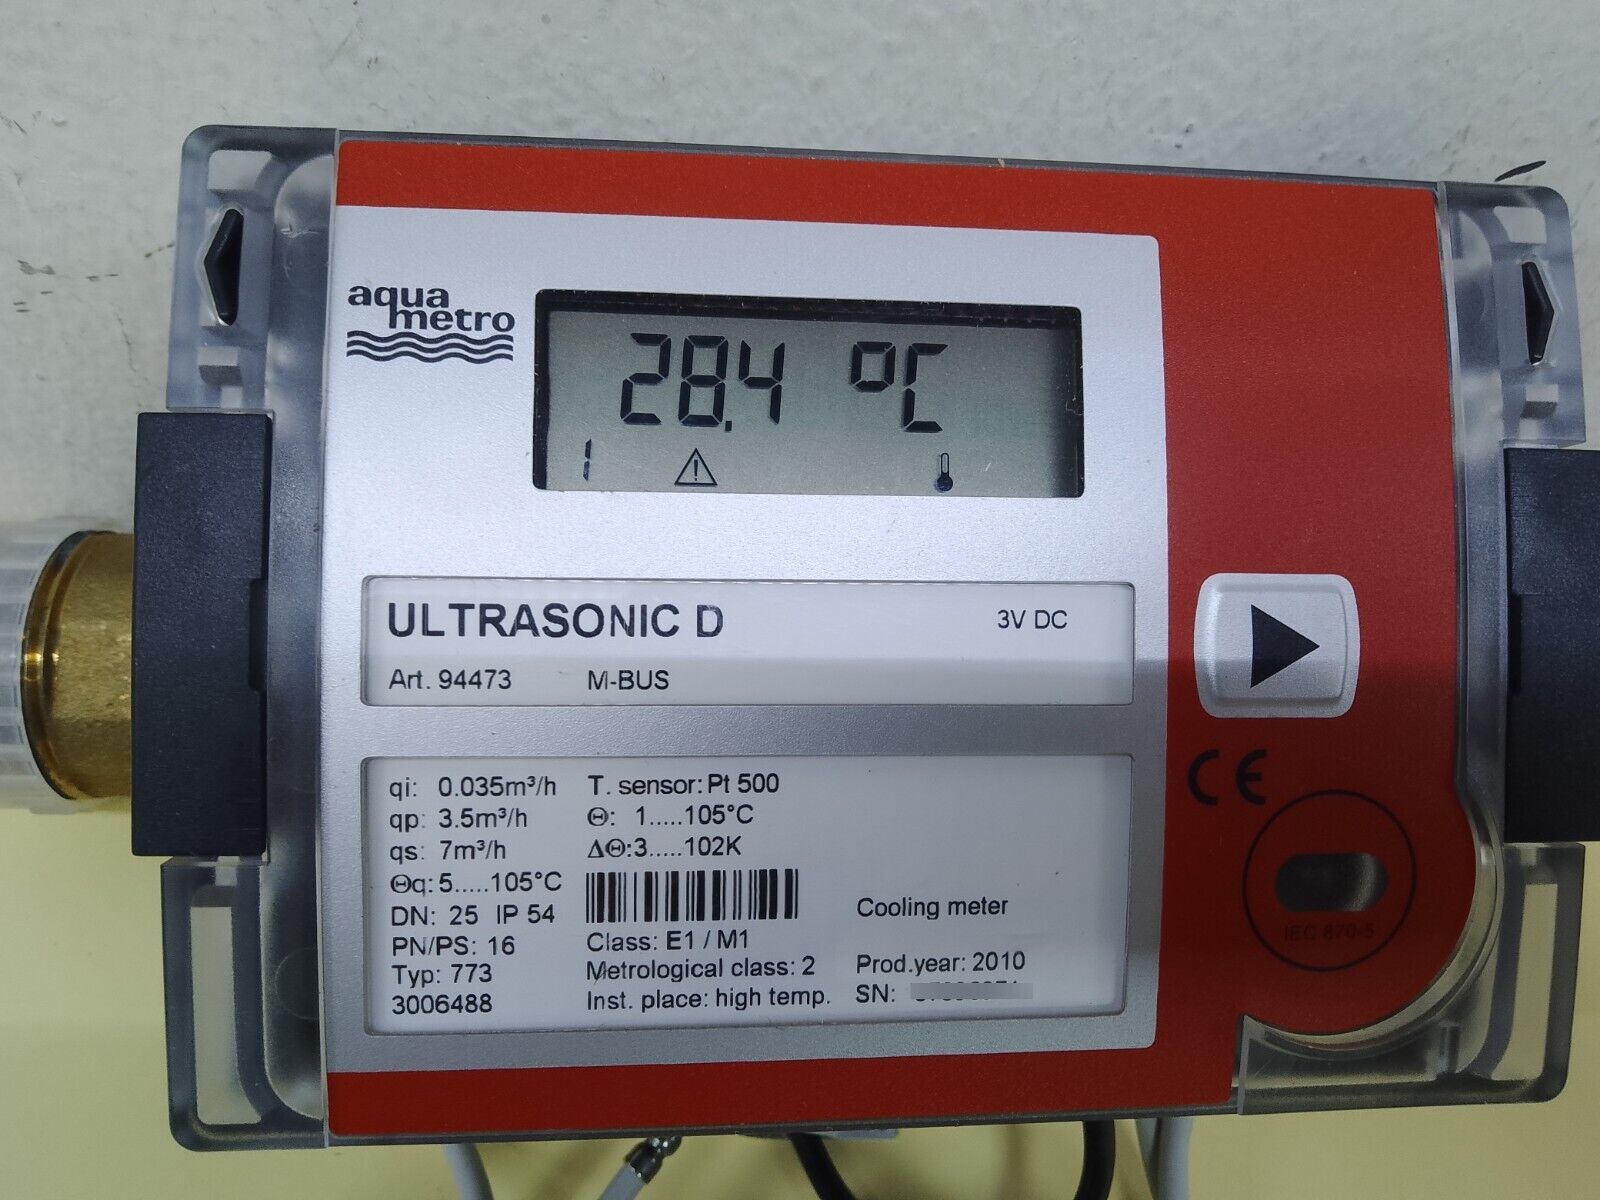 aqua
metro
28.4 °C
1
ULTRASONIC D
3V DC
Art. 94473
M-BUS
qi: 0.035m³/h
qp: 3.5m³/h
qs: 7m³/h
Θq: 5.....105°C
DN: 25 IP 54
PN/PS: 16
Typ: 773
3006488
T. sensor: Pt 500
Θ: 1.....105°C
ΔΘ:3.....102K
Class: E1 / M1
Metrological class: 2
Inst. place: high temp.
Cooling meter
Prod.year: 2010
SN:
CE
IEC 870-5